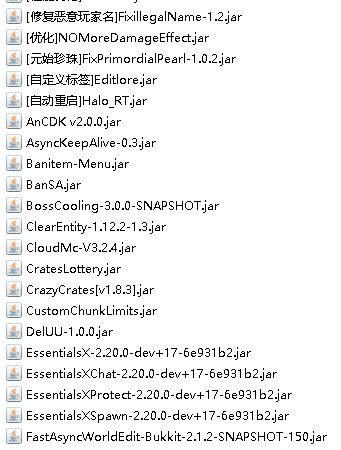 [修复恶意玩家名]FixillegalName-1.2.jar
[优化]NOMoreDamageEffect.jar
[元始珍珠]FixPrimordialPearl-1.0.2.jar
[自定义标签]Editlore.jar
[自动重启]Halo_RT.jar
AnCDK v2.0.0.jar
AsyncKeepAlive-0.3.jar
Banitem-Menu.jar
BanSA.jar
BossCooling-3.0.0-SNAPSHOT.jar
ClearEntity-1.12.2-1.3.jar
CloudMc-V3.2.4.jar
CratesLottery.jar
CrazyCrates[v1.8.3].jar
CustomChunkLimits.jar
DelUU-1.0.0.jar
EssentialsX-2.20.0-dev+17-6e931b2.jar
EssentialsXChat-2.20.0-dev+17-6e931b2.jar
EssentialsXProtect-2.20.0-dev+17-6e931b2.jar
EssentialsXSpawn-2.20.0-dev+17-6e931b2.jar
FastAsyncWorldEdit-Bukkit-2.1.2-SNAPSHOT-150.jar